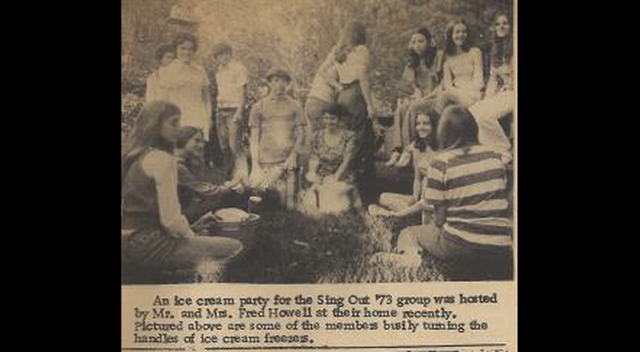 An ice cream party for the Sing Out '73 group was hosted
by Mr. and Mrs. Fred Howell at their home recently.
Pictured above are some of the members busily turning the
handles of ice cream freezers.